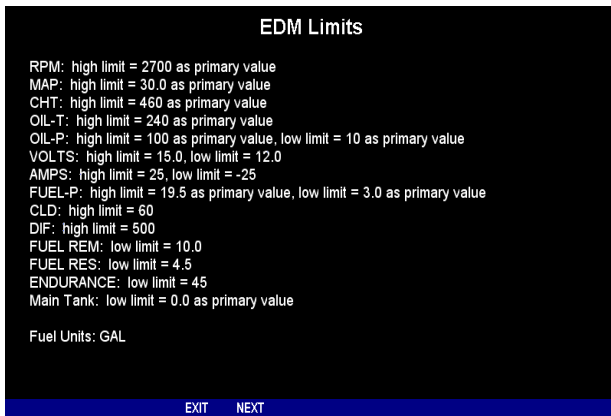 EDM Limits
RPM: high limit = 2700 as primary value
MAP: high limit = 30.0 as primary value
CHT: high limit = 460 as primary value
OIL-T: high limit = 240 as primary value
OIL-P: high limit = 100 as primary value, low limit = 10 as primary value
VOLTS: high limit = 15.0, low limit = 12.0
AMPS: high limit = 25, low limit = -25
FUEL-P: high limit = 19.5 as primary value, low limit = 3.0 as primary value
CLD: high limit = 60
DIF: high limit = 500
FUEL REM: low limit = 10.0
FUEL RES: low limit = 4.5
ENDURANCE: low limit = 45
Main Tank: low limit = 0.0 as primary value
Fuel Units: GAL
EXIT NEXT